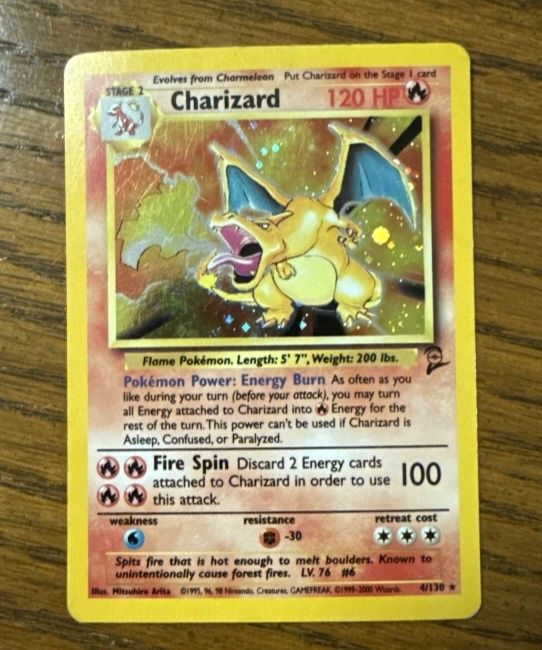 Evolves from Charmeleon Put Charizard on the Stage 1 card
STAGE 2
Charizard 120 HP
Flame Pokémon. Length: 5' 7", Weight: 200 lbs.
Pokémon Power: Energy Burn As often as you
like during your turn (before your attack), you may turn
all Energy attached to Charizard into Energy for the
rest of the turn. This power can't be used if Charizard is
Asleep, Confused, or Paralyzed.
Fire Spin Discard 2 Energy cards
attached to Charizard in order to use 100
this attack.
weakness resistance retreat cost
-30
Spits fire that is hot enough to melt boulders. Known to
unintentionally cause forest fires. LV. 76 #6
Illus. Mitsuhiro Arita ©1995, 96, 98 Nintendo, Creatures, GAMEFREAK. ©1999-2000 Wizards. 4/130 ★